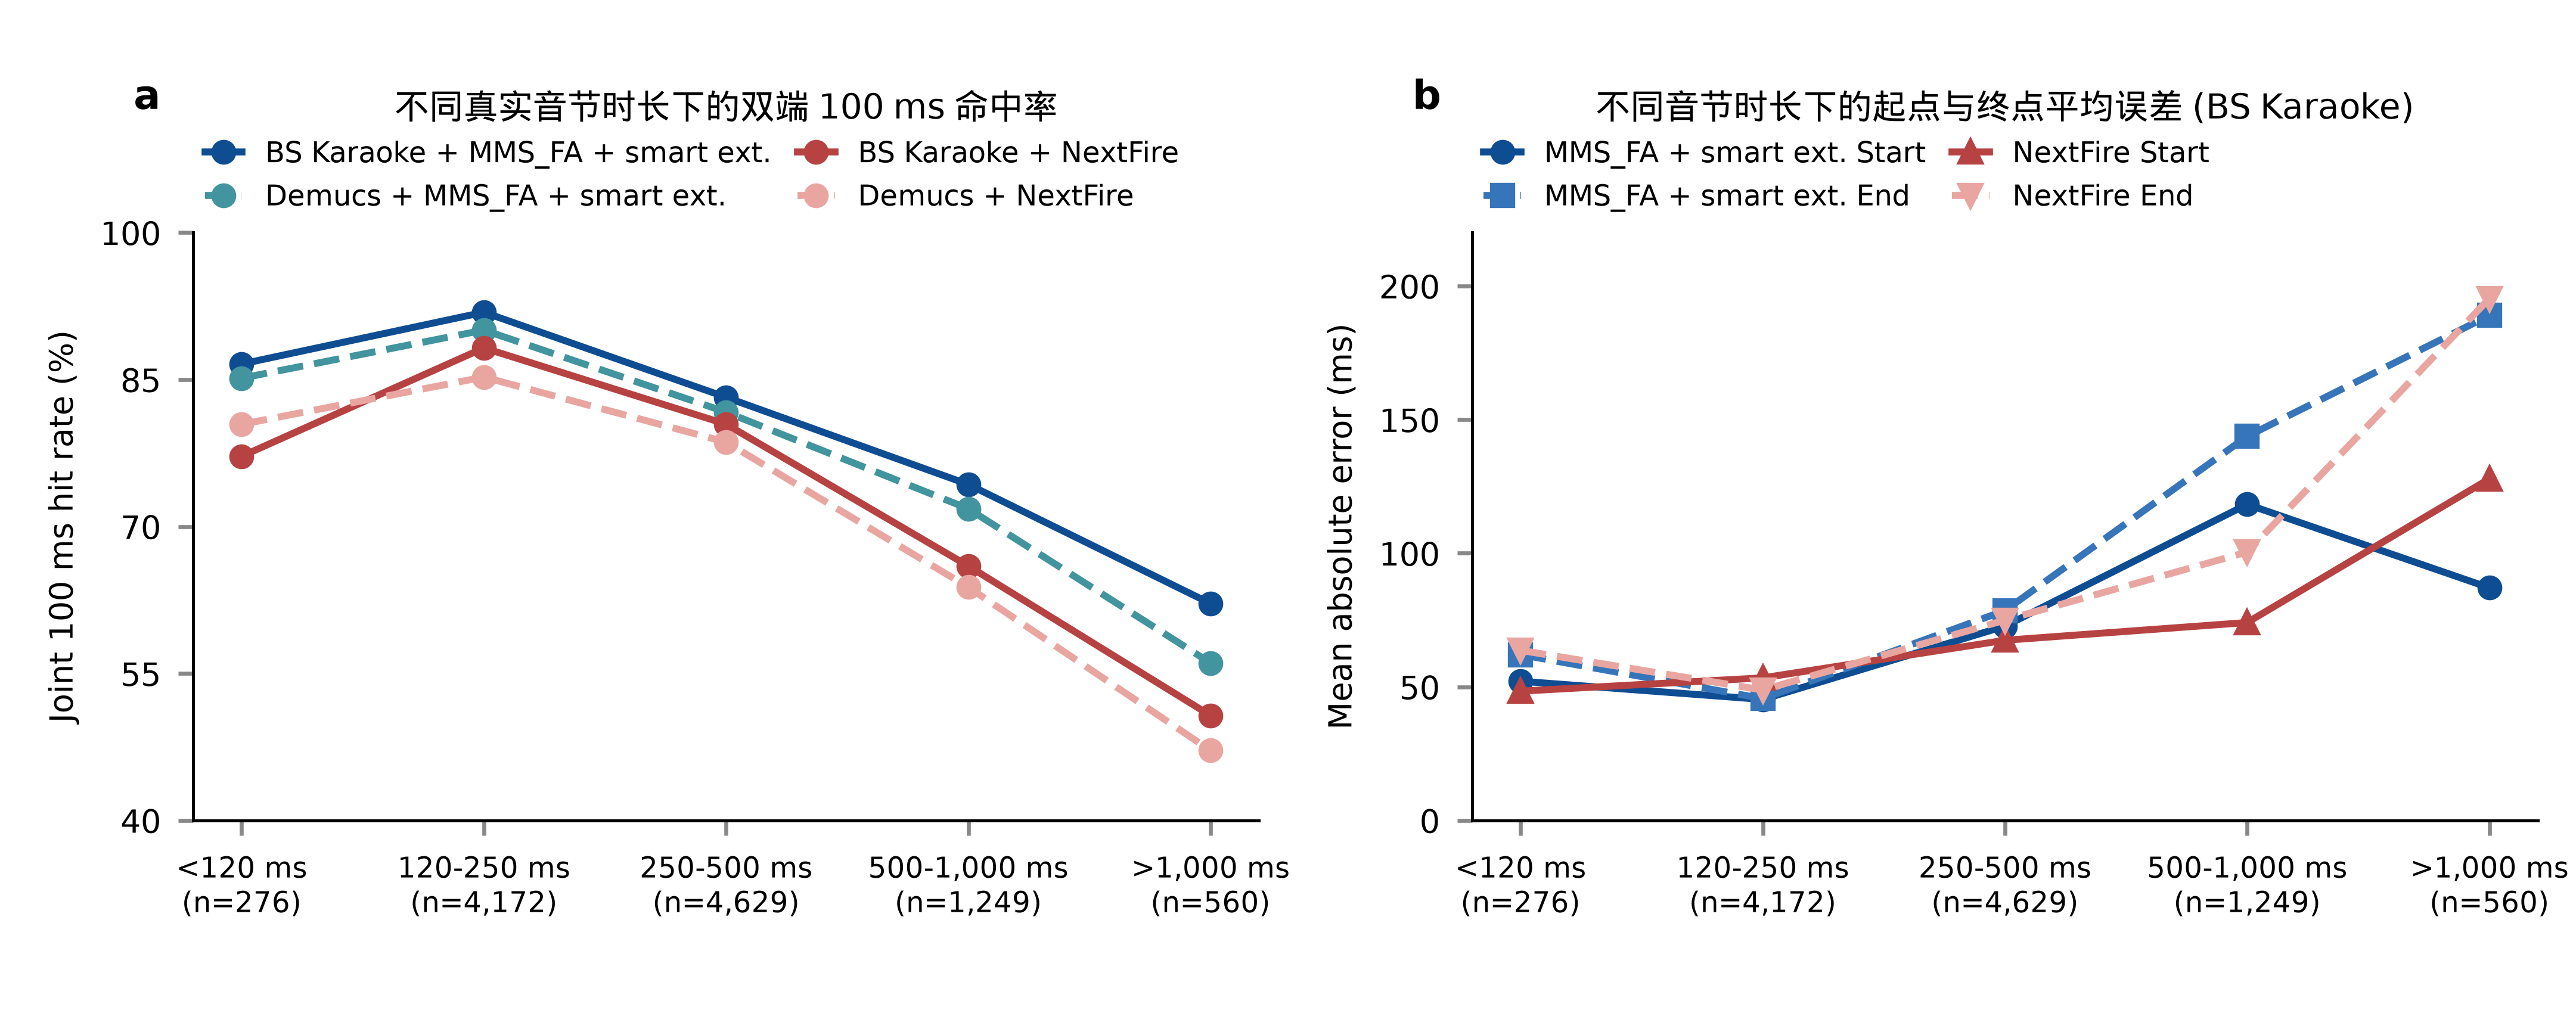 a
不同真实音节时长下的双端 100 ms 命中率
BS Karaoke + MMS_FA + smart ext.
BS Karaoke + NextFire
Demucs + MMS_FA + smart ext.
Demucs + NextFire
Joint 100 ms hit rate (%)
100
85
70
55
40
<120 ms
(n=276)
120-250 ms
(n=4,172)
250-500 ms
(n=4,629)
500-1,000 ms
(n=1,249)
>1,000 ms
(n=560)
b
不同音节时长下的起点与终点平均误差 (BS Karaoke)
MMS_FA + smart ext. Start
NextFire Start
MMS_FA + smart ext. End
NextFire End
Mean absolute error (ms)
200
150
100
50
0
<120 ms
(n=276)
120-250 ms
(n=4,172)
250-500 ms
(n=4,629)
500-1,000 ms
(n=1,249)
>1,000 ms
(n=560)